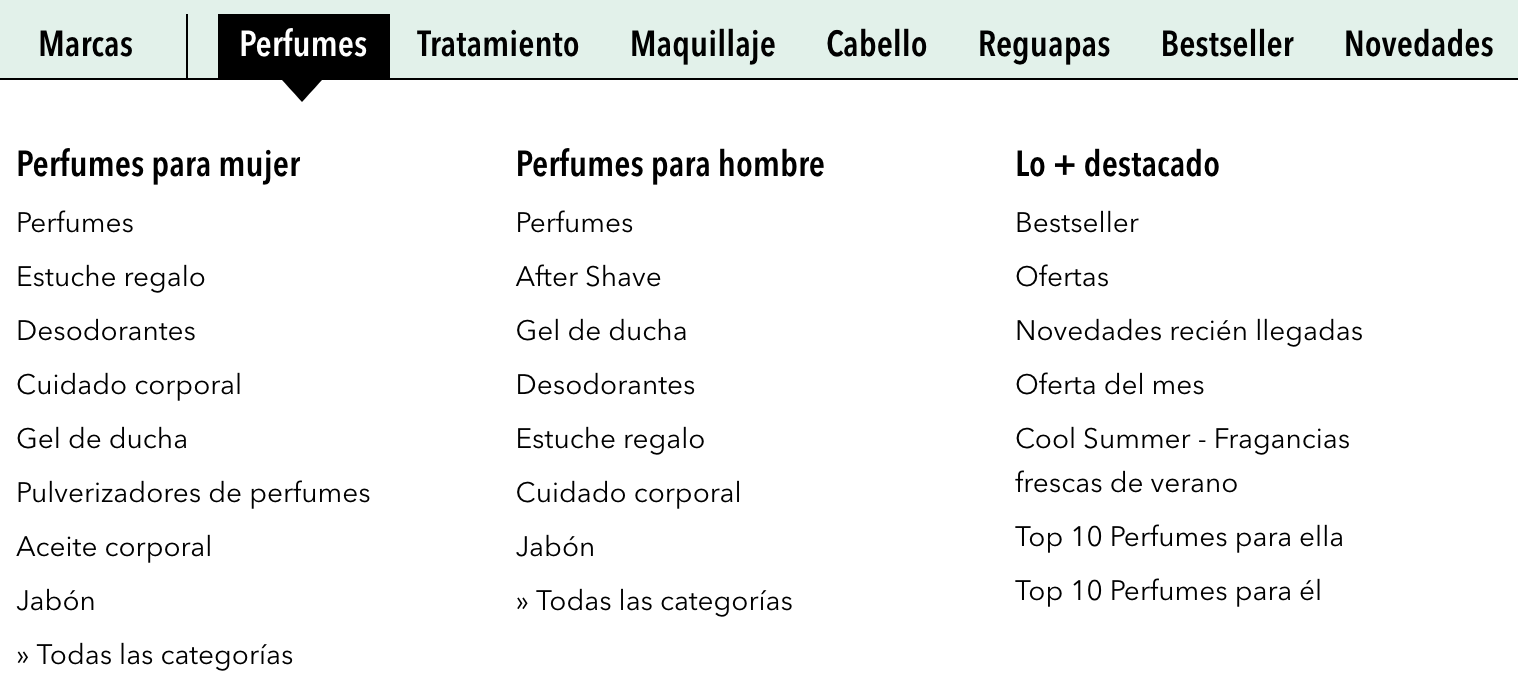 Marcas
Perfumes
Tratamiento
Maquillaje
Cabello
Reguapas
Bestseller
Novedades
Perfumes para mujer
Perfumes
Estuche regalo
Desodorantes
Cuidado corporal
Gel de ducha
Pulverizadores de perfumes
Aceite corporal
Jabón
» Todas las categorías
Perfumes para hombre
Perfumes
After Shave
Gel de ducha
Desodorantes
Estuche regalo
Cuidado corporal
Jabón
» Todas las categorías
Lo + destacado
Bestseller
Ofertas
Novedades recién llegadas
Oferta del mes
Cool Summer - Fragancias
frescas de verano
Top 10 Perfumes para ella
Top 10 Perfumes para él